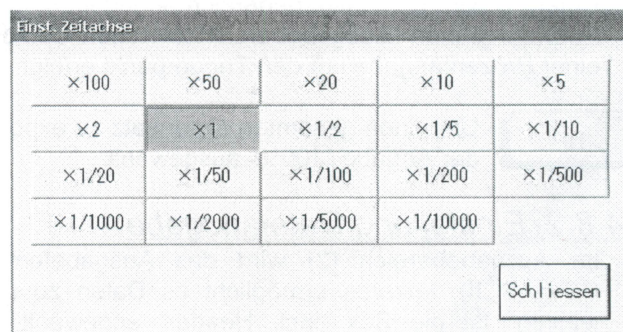 Einst. Zeitachse
×100 ×50 ×20 ×10 ×5
×2 ×1 ×1/2 ×1/5 ×1/10
×1/20 ×1/50 ×1/100 ×1/200 ×1/500
×1/1000 ×1/2000 ×1/5000 ×1/10000
Schliessen